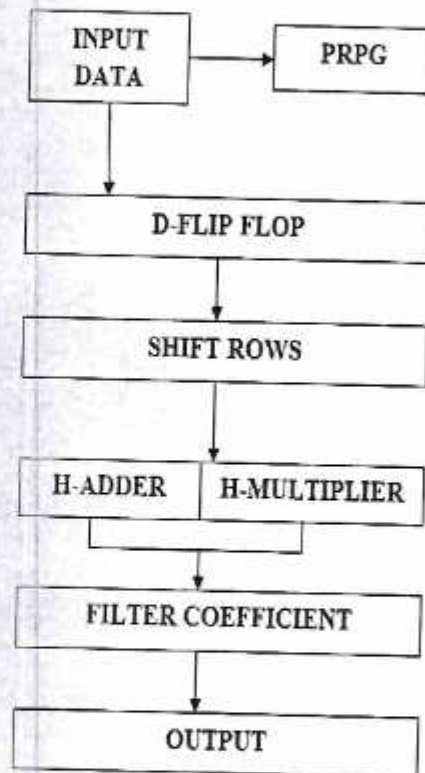 INPUT
DATA
PRPG
D-FLIP FLOP
SHIFT ROWS
H-ADDER
H-MULTIPLIER
FILTER COEFFICIENT
OUTPUT